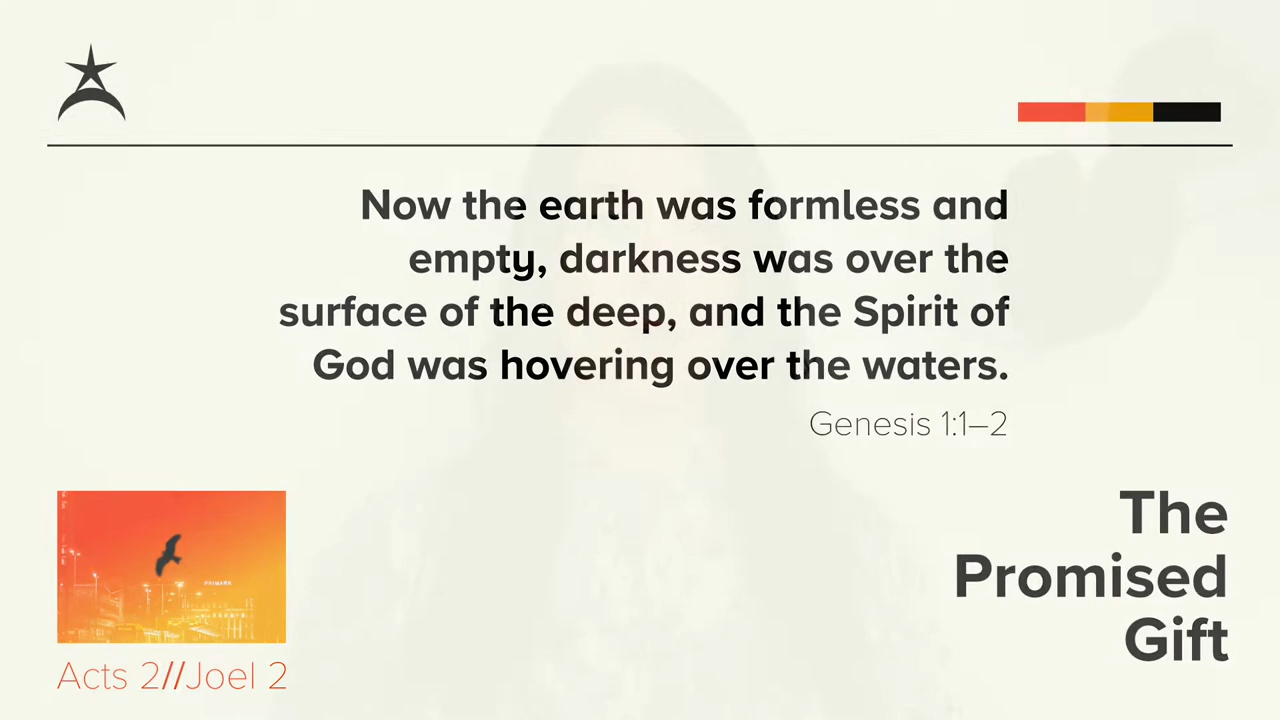 Now the earth was formless and
empty, darkness was over the
surface of the deep, and the Spirit of
God was hovering over the waters.
Genesis 1:1–2
The
Promised
Gift
PRIMARK
Acts 2//Joel 2